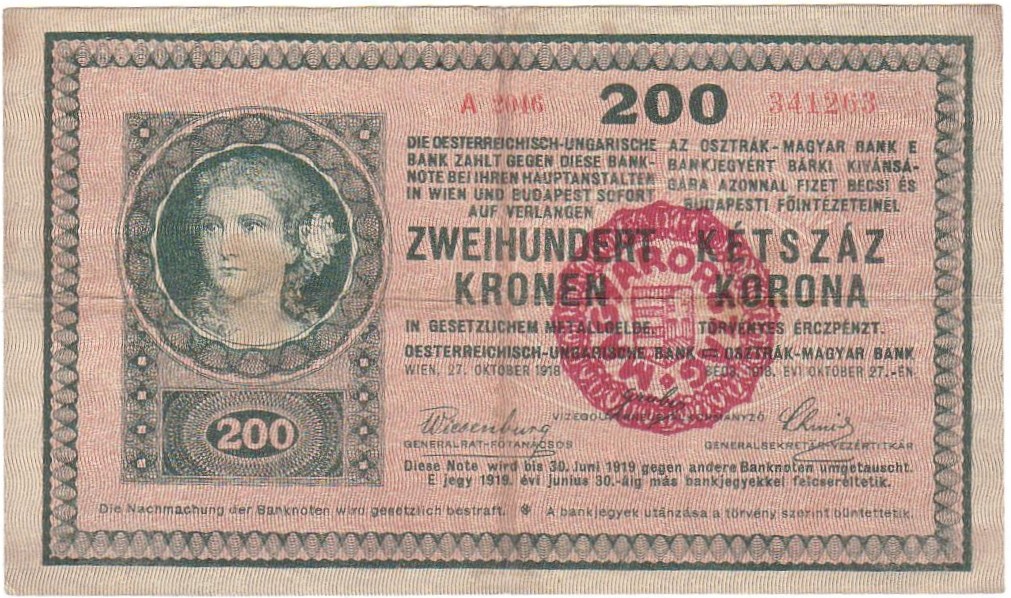 A 2046 200 341263
DIE OESTERREICHISCH-UNGARISCHE
BANK ZAHLT GEGEN DIESE BANK-
NOTE BEI IHREN HAUPTANSTALTEN
IN WIEN UND BUDAPEST SOFORT
AUF VERLANGEN
ZWEIHUNDERT
KRONEN
IN GESETZLICHEM METALLGELDE.
OESTERREICHISCH-UNGARISCHE BANK
WIEN, 27. OKTOBER 1918
AZ OSZTRÁK-MAGYAR BANK E
BANKJEGYÉRT BÁRKI KIVÁNSÁ-
GÁRA AZONNAL FIZET BÉCSI ÉS
BUDAPESTI FŐINTÉZETEINÉL
KÉTSZÁZ
KORONA
TÖRVÉNYES ÉRCZPÉNZT.
OSZTRÁK-MAGYAR BANK
BÉCS, 1918. ÉVI OKTÓBER 27.-ÉN.
MAGYARORSZÁG
200
Wiesenburg
GENERALRAT-FŐTANÁCSOS
GENERALSEKRETÄR-VEZÉRTITKÁR
Diese Note wird bis 30. Juni 1919 gegen andere Banknoten umgetauscht.
E jegy 1919. évi junius 30.-áig más bankjegyekkel felcseréltetik.
Die Nachmachung der Banknoten wird gesetzlich bestraft. ※ A bankjegyek utánzása a törvény szerint büntettetik.